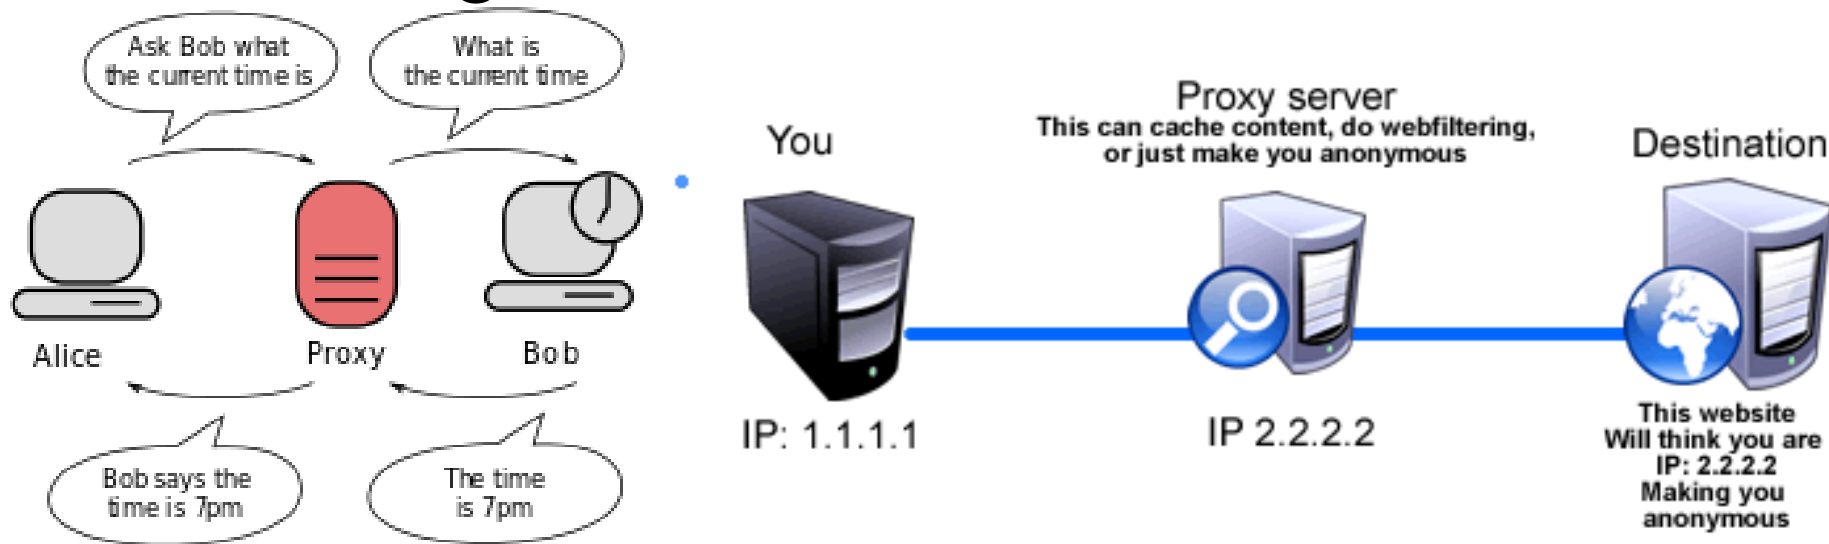 Ask Bob what
the current time is
What is
the current time
Alice
Proxy
Bob
Bob says the
time is 7pm
The time
is 7pm
You
IP: 1.1.1.1
Proxy server
This can cache content, do webfiltering,
or just make you anonymous
IP 2.2.2.2
Destination
This website
Will think you are
IP: 2.2.2.2
Making you
anonymous